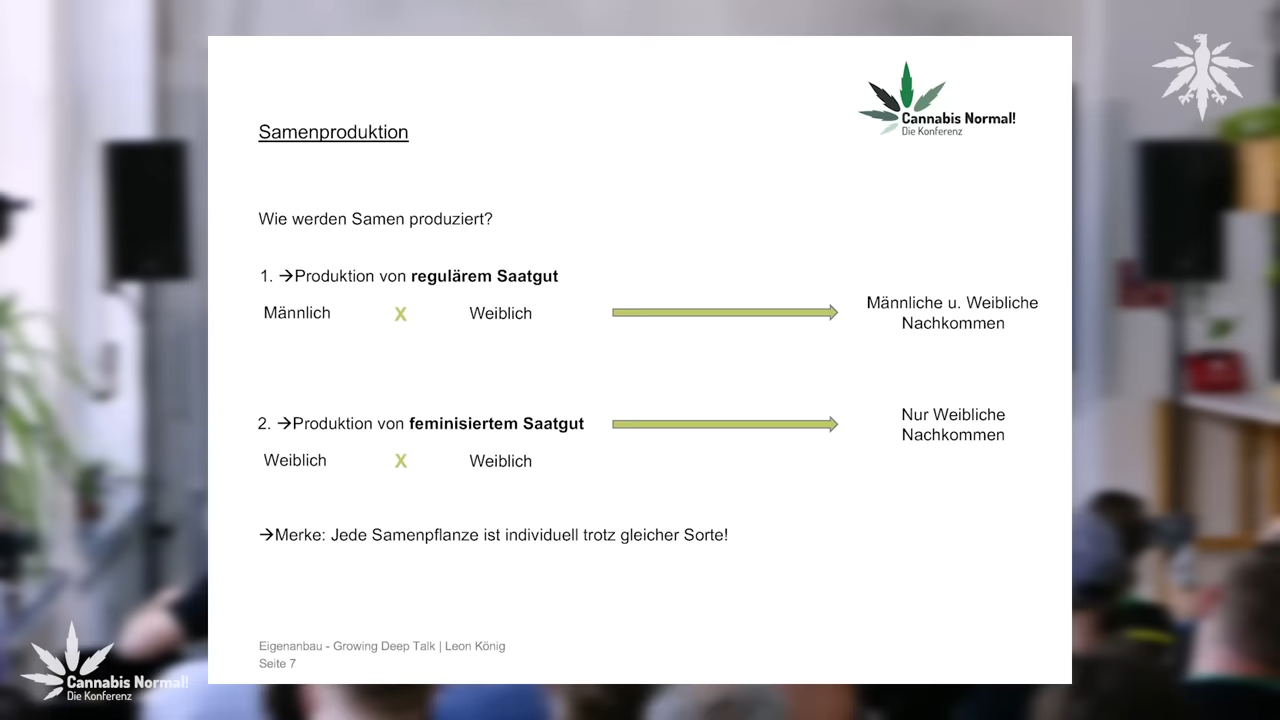 Cannabis Normal!
Die Konferenz
Samenproduktion
Wie werden Samen produziert?
1. →Produktion von regulärem Saatgut
Männlich X Weiblich
Männliche u. Weibliche
Nachkommen
2. →Produktion von feminisiertem Saatgut
Weiblich X Weiblich
Nur Weibliche
Nachkommen
→Merke: Jede Samenpflanze ist individuell trotz gleicher Sorte!
Eigenanbau - Growing Deep Talk | Leon König
Seite 7
Cannabis Normal!
Die Konferenz